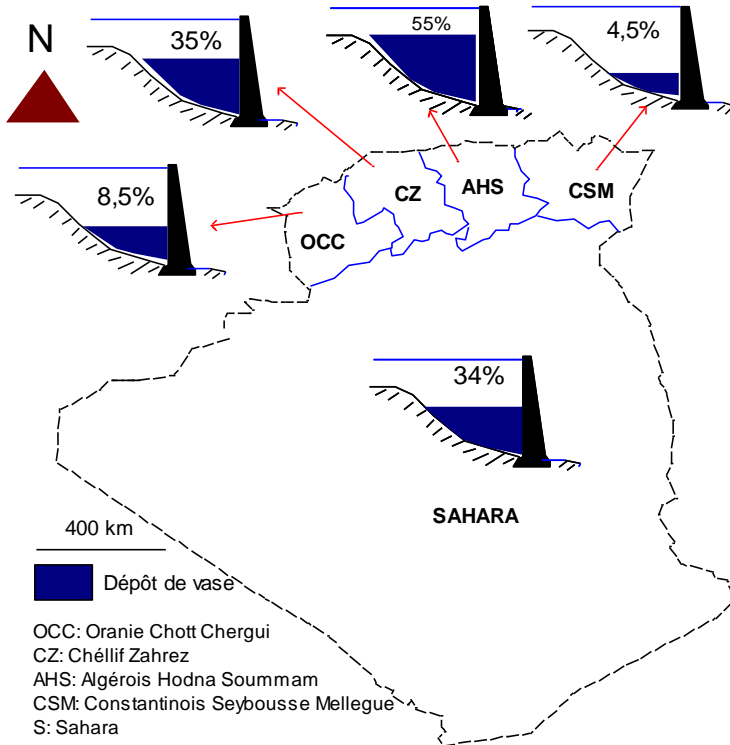 N
35%
55%
4,5%
8,5%
CZ
AHS
CSM
OCC
34%
SAHARA
400 km
Dépôt de vase
OCC: Oranie Chott Chergui
CZ: Chéllif Zahrez
AHS: Algérois Hodna Soummam
CSM: Constantinois Seybousse Mellegue
S: Sahara